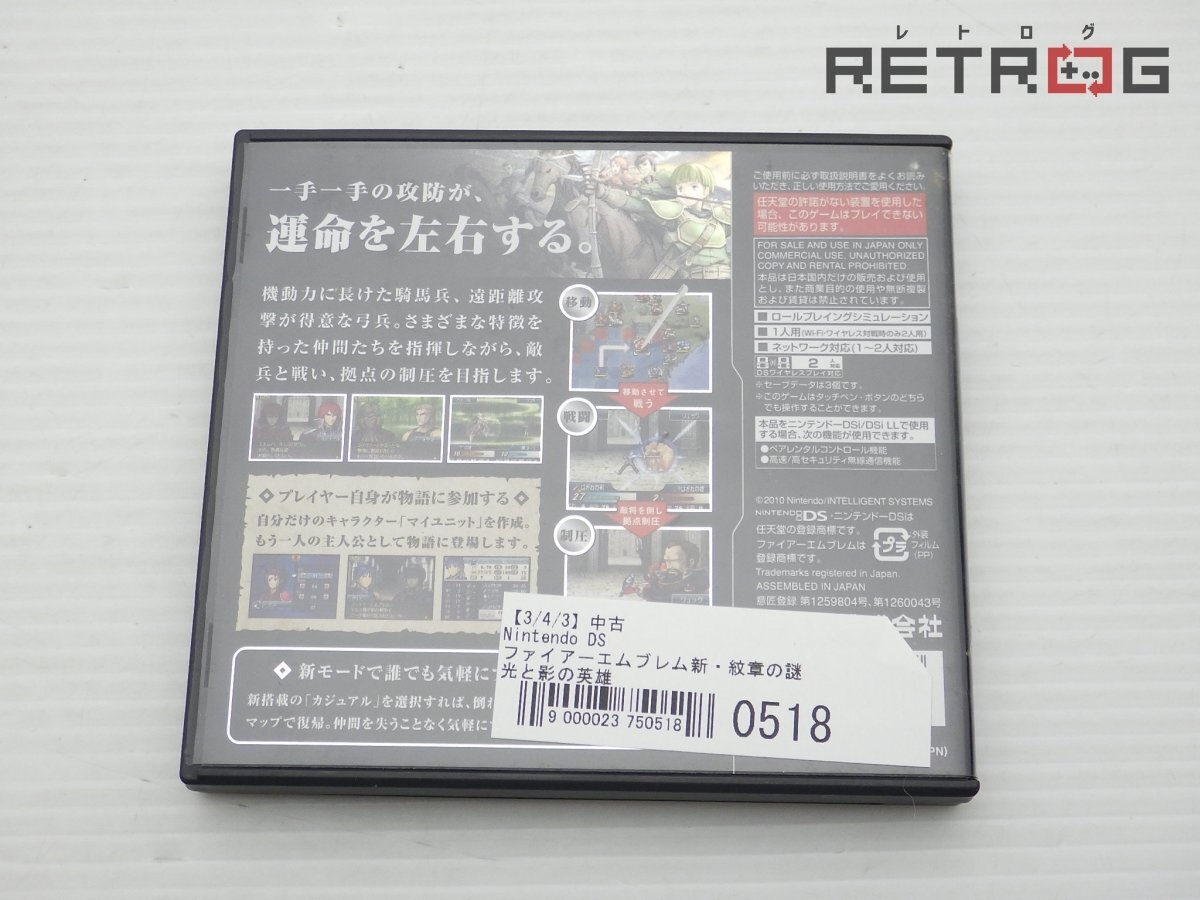 レトログ
RETROG
一手一手の攻防が、
運命を左右する。
機動力に長けた騎馬兵、遠距離攻
撃が得意な弓兵。さまざまな特徴を
持った仲間たちを指揮しながら、敵
兵と戦い、拠点の制圧を目指します。
移動
移動させて
戦う
戦闘
27
敵将を倒し
拠点制圧
制圧
リュッケ
プレイヤー自身が物語に参加する
自分だけのキャラクター「マイユニット」を作成。
もう一人の主人公として物語に登場します。
新モードで誰でも気軽に
新搭載の「カジュアル」を選択すれば、倒れ
マップで復帰。仲間を失うことなく気軽に
ご使用前に必ず取扱説明書をよくお読み
いただき、正しい使用方法でご愛用ください。
任天堂の許諾がない装置を使用した
場合、このゲームはプレイできない
可能性があります。
FOR SALE AND USE IN JAPAN ONLY
COMMERCIAL USE, UNAUTHORIZED
COPY AND RENTAL PROHIBITED.
本品は日本国内だけの販売および使用
とし、また商業目的の使用や無断複製
および賃貸は禁止されています。
■ ロールプレイングシミュレーション
■ 1人用(Wi-Fi・ワイヤレス対戦時のみ2人用)
■ ネットワーク対応(1～2人対応)
2人対応
DSワイヤレスプレイ対応
※セーブデータは3個です。
※このゲームはタッチペン・ボタンのどちら
でも操作することができます。
本品をニンテンドーDSi/DSi LLで使用
する場合、次の機能が使用できます。
●ペアレンタルコントロール機能
●高速/高セキュリティ無線通信機能
©2010 Nintendo/INTELLIGENT SYSTEMS
NINTENDO DS・ニンテンドーDSiは
任天堂の登録商標です。
ファイアーエムブレムは
登録商標です。
プラ
外装
フィルム
(PP)
Trademarks registered in Japan.
ASSEMBLED IN JAPAN
意匠登録 第1259804号、第1260043号
会社
PN)
【3/4/3】中古
Nintendo DS
ファイアーエムブレム新・紋章の謎
光と影の英雄
9 000023 750518
0518